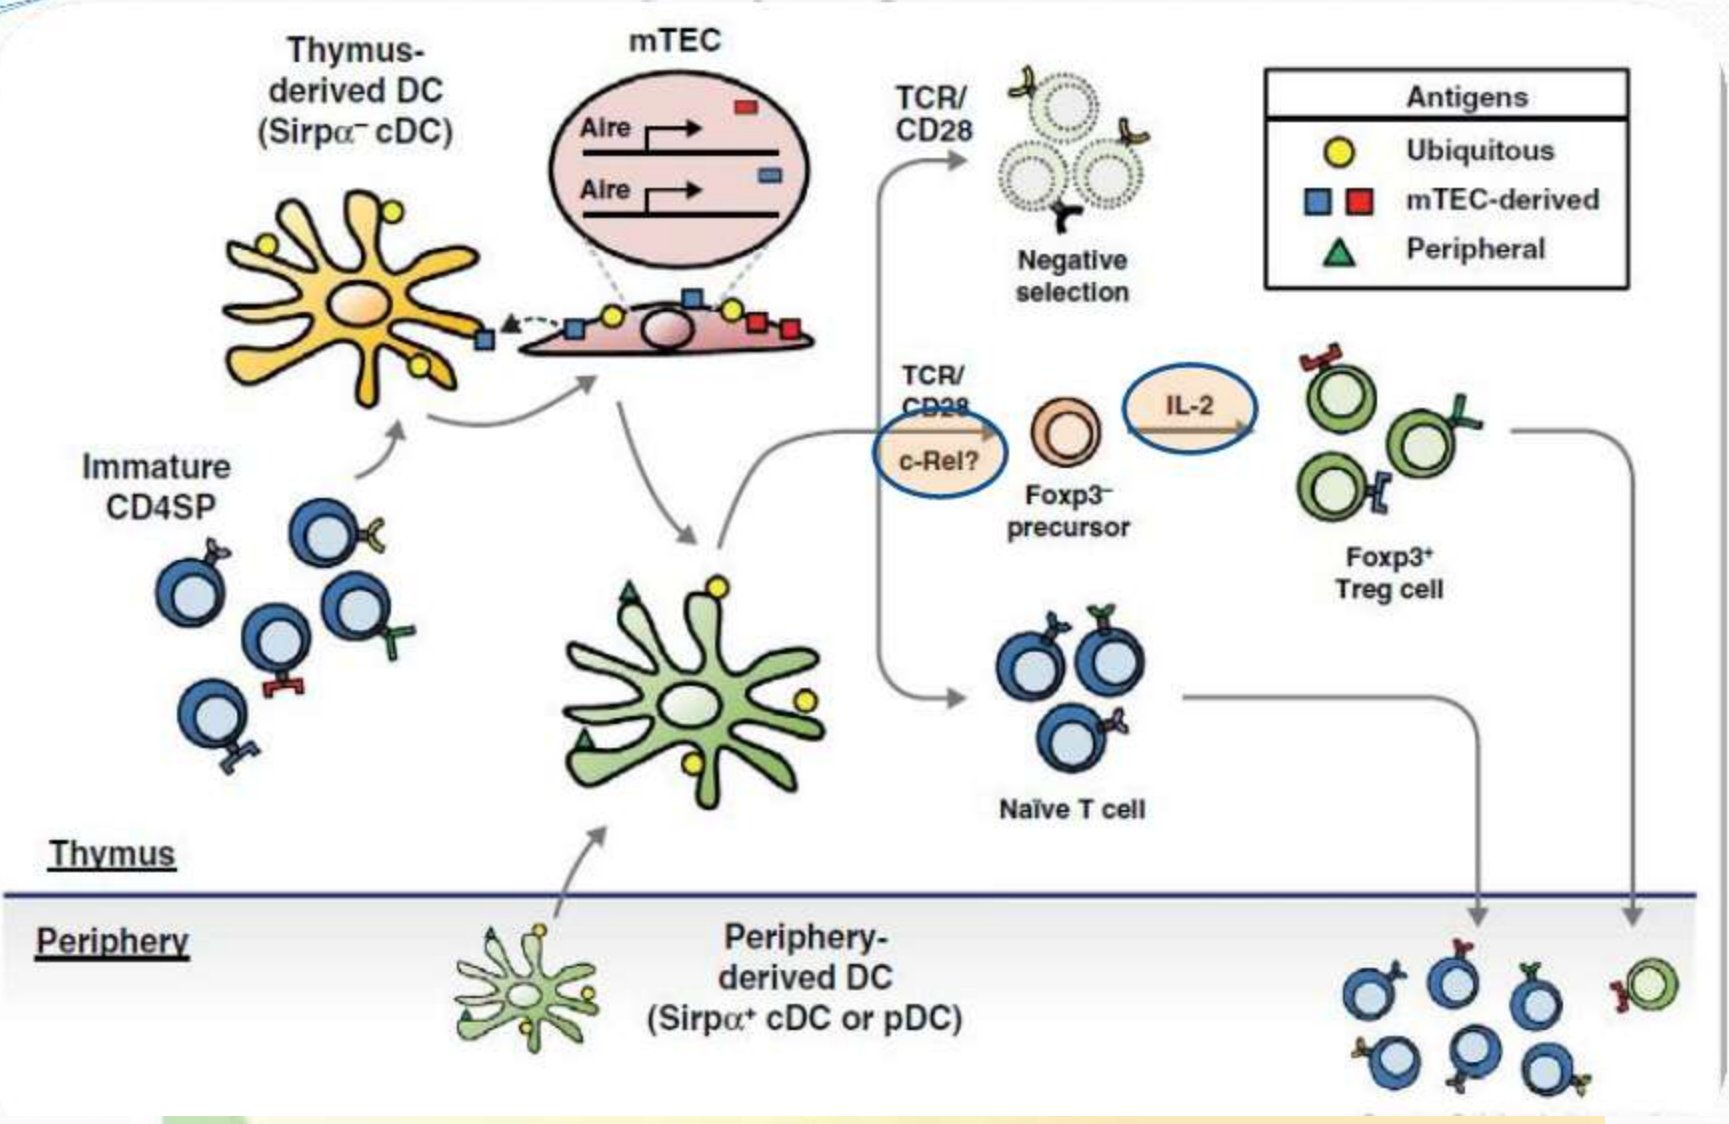 Thymus-
derived DC
(Sirpα⁻ cDC)
mTEC
Aire
Aire
TCR/
CD28
Negative
selection
Antigens
Ubiquitous
mTEC-derived
Peripheral
Immature
CD4SP
TCR/
CD28
c-Rel?
Foxp3⁻
precursor
IL-2
Foxp3⁺
Treg cell
Naïve T cell
Thymus
Periphery
Periphery-
derived DC
(Sirpα⁺ cDC or pDC)